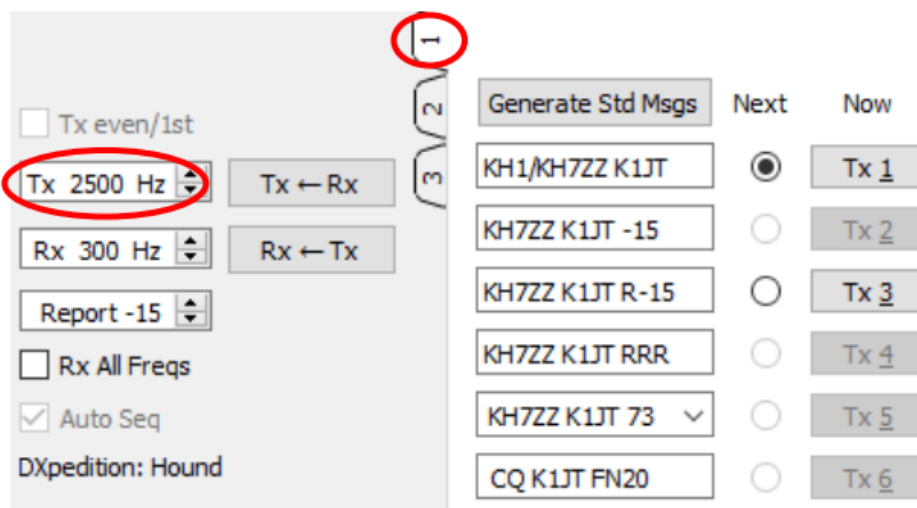 1
2
3
Tx even/1st
Tx 2500 Hz
Tx ← Rx
Rx 300 Hz
Rx ← Tx
Report -15
Rx All Freqs
Auto Seq
DXpedition: Hound
Generate Std Msgs Next Now
KH1/KH7ZZ K1JT Tx 1
KH7ZZ K1JT -15 Tx 2
KH7ZZ K1JT R-15 Tx 3
KH7ZZ K1JT RRR Tx 4
KH7ZZ K1JT 73 Tx 5
CQ K1JT FN20 Tx 6